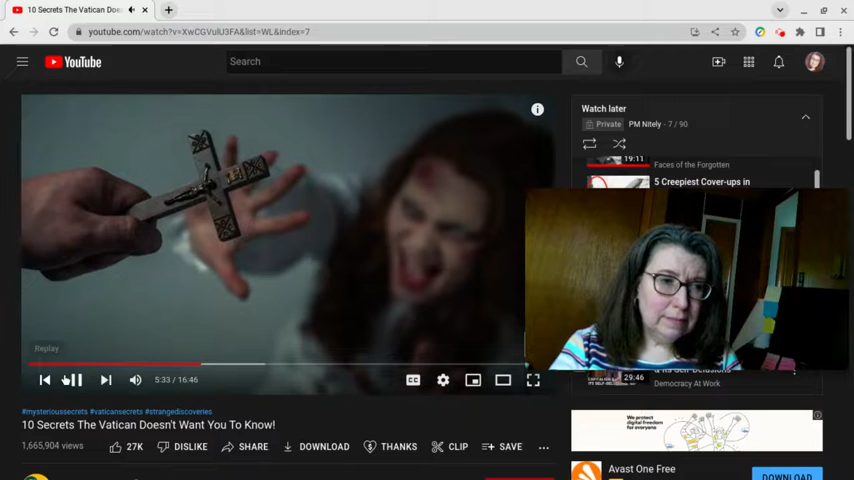 10 Secrets The Vatican Doesn't
youtube.com/watch?v=XwCGVulU3FA&list=WL&index=7
YouTube
Search
Watch later
Private PM Nitely - 7 / 90
19:11
Faces of the Forgotten
5 Creepiest Cover-ups in
Replay
5:33 / 16:46
CC
29:46
Democracy At Work
#mysterioussecrets #vaticansecrets #strangediscoveries
10 Secrets The Vatican Doesn't Want You To Know!
1,665,904 views 27K DISLIKE SHARE DOWNLOAD THANKS CLIP SAVE ...
We protect
digital freedom
for everyone
Avast One Free
DOWNLOAD